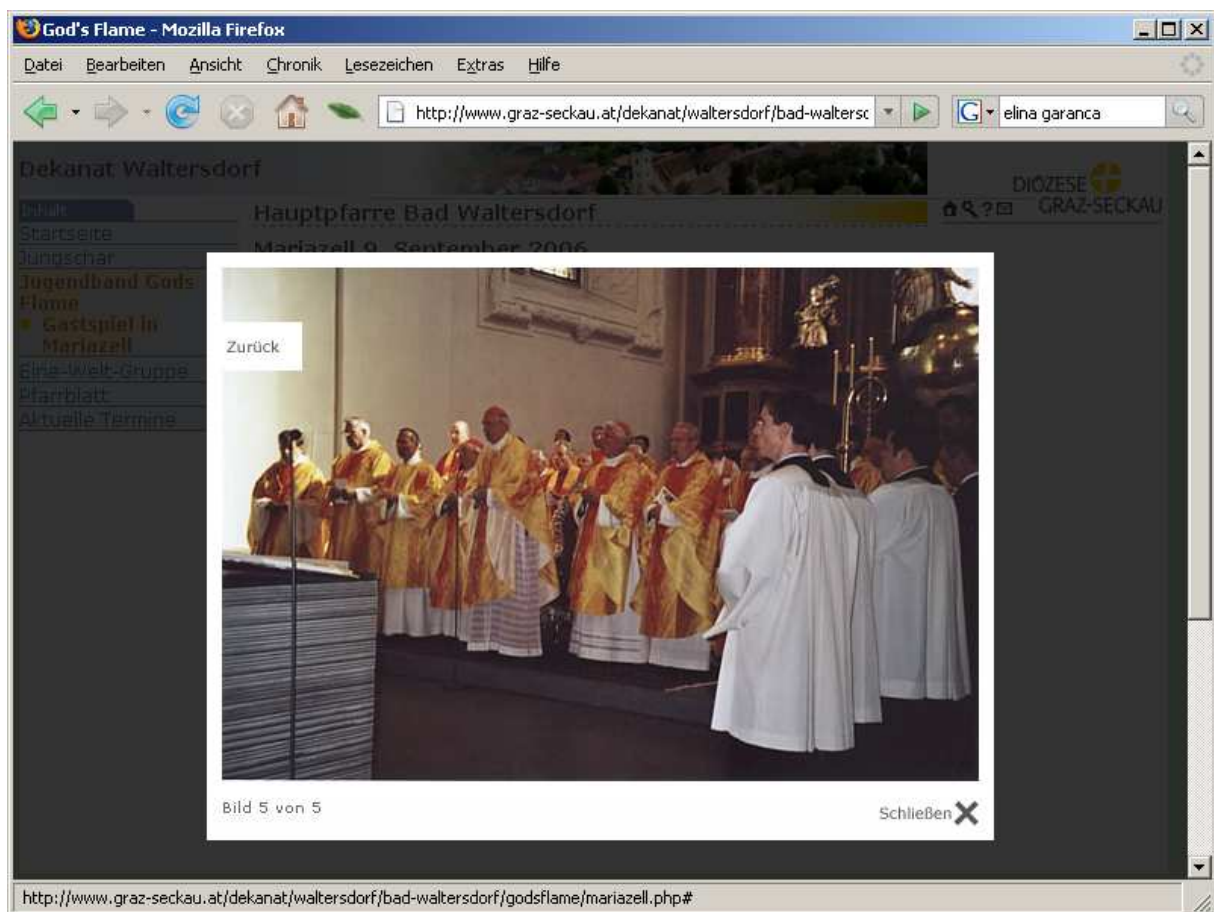 God's Flame - Mozilla Firefox
Datei Bearbeiten Ansicht Chronik Lesezeichen Extras Hilfe
http://www.graz-seckau.at/dekanat/waltersdorf/bad-waltersc
G elina garanca
Dekanat Waltersdorf
DIÖZESE
GRAZ-SECKAU
Inhalt
Startseite
Jungschar
Jugendband Gods
Flame
Gastspiel in
Mariazell
Eine-Welt-Gruppe
Pfarrblatt
Aktuelle Termine
Hauptpfarre Bad Waltersdorf
Mariazell 9. September 2006
Zurück
Bild 5 von 5
Schließen
http://www.graz-seckau.at/dekanat/waltersdorf/bad-waltersdorf/godsflame/mariazell.php#